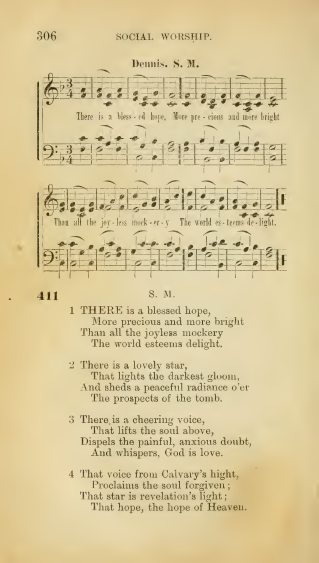 306 SOCIAL WORSHIP.
Dennis. S. M.
There is a bless - ed hope, More pre - cious and more bright
Than all the joy - less mock - er - y The world es - teems de - light.
411 S. M.
1 THERE is a blessed hope,
More precious and more bright
Than all the joyless mockery
The world esteems delight.
2 There is a lovely star,
That lights the darkest gloom,
And sheds a peaceful radiance o'er
The prospects of the tomb.
3 There is a cheering voice,
That lifts the soul above,
Dispels the painful, anxious doubt,
And whispers, God is love.
4 That voice from Calvary's hight,
Proclaims the soul forgiven;
That star is revelation's light;
That hope, the hope of Heaven.